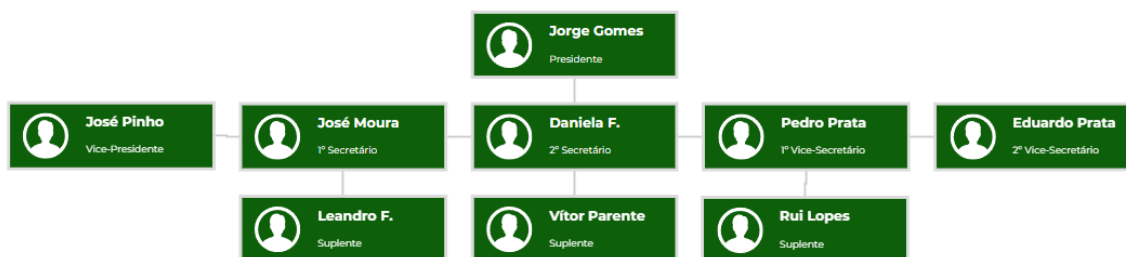 Jorge Gomes
Presidente
José Pinho
Vice-Presidente
José Moura
1º Secretário
Daniela F.
2º Secretário
Pedro Prata
1º Vice-Secretário
Eduardo Prata
2º Vice-Secretário
Leandro F.
Suplente
Vítor Parente
Suplente
Rui Lopes
Suplente